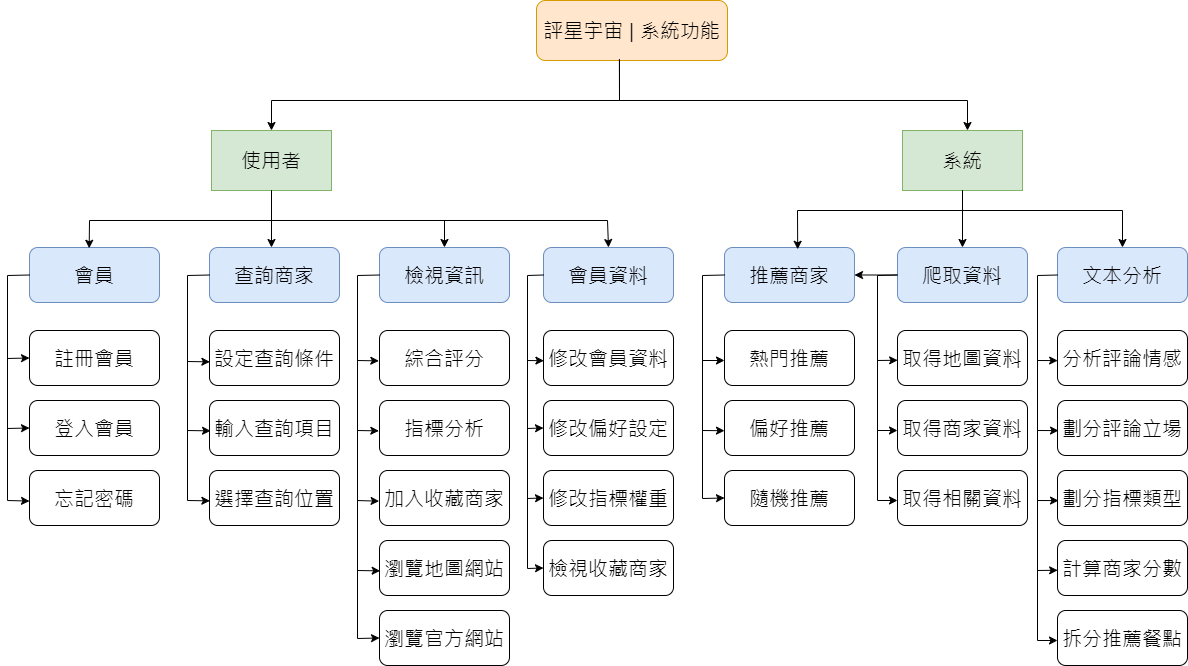 評星宇宙 | 系統功能
使用者
系統
會員
查詢商家
檢視資訊
會員資料
推薦商家
爬取資料
文本分析
註冊會員
設定查詢條件
綜合評分
修改會員資料
熱門推薦
取得地圖資料
分析評論情感
登入會員
輸入查詢項目
指標分析
修改偏好設定
偏好推薦
取得商家資料
劃分評論立場
忘記密碼
選擇查詢位置
加入收藏商家
修改指標權重
隨機推薦
取得相關資料
劃分指標類型
瀏覽地圖網站
檢視收藏商家
計算商家分數
瀏覽官方網站
拆分推薦餐點